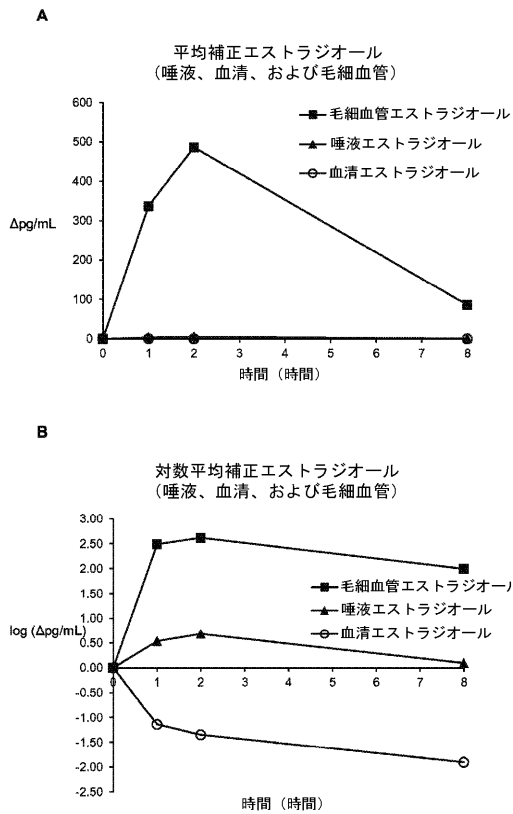 A
平均補正エストラジオール
（唾液、血清、および毛細血管）
600
500
400
300
200
100
0
Δpg/mL
毛細血管エストラジオール
唾液エストラジオール
血清エストラジオール
0 1 2 3 4 5 6 7 8
時間（時間）
B
対数平均補正エストラジオール
（唾液、血清、および毛細血管）
3.00
2.50
2.00
1.50
1.00
0.50
0.00
-0.50
-1.00
-1.50
-2.00
-2.50
log (Δpg/mL)
毛細血管エストラジオール
唾液エストラジオール
血清エストラジオール
0 1 2 3 4 5 6 7 8
時間（時間）